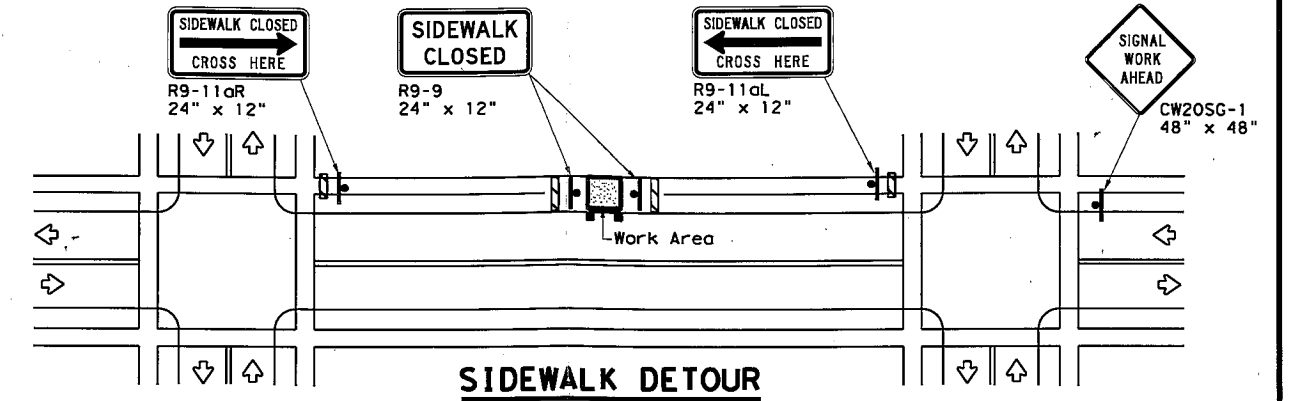 SIDEWALK CLOSED
CROSS HERE
R9-11aR
24" x 12"
SIDEWALK
CLOSED
R9-9
24" x 12"
SIDEWALK CLOSED
CROSS HERE
R9-11aL
24" x 12"
SIGNAL
WORK
AHEAD
CW20SG-1
48" x 48"
Work Area
SIDEWALK DETOUR